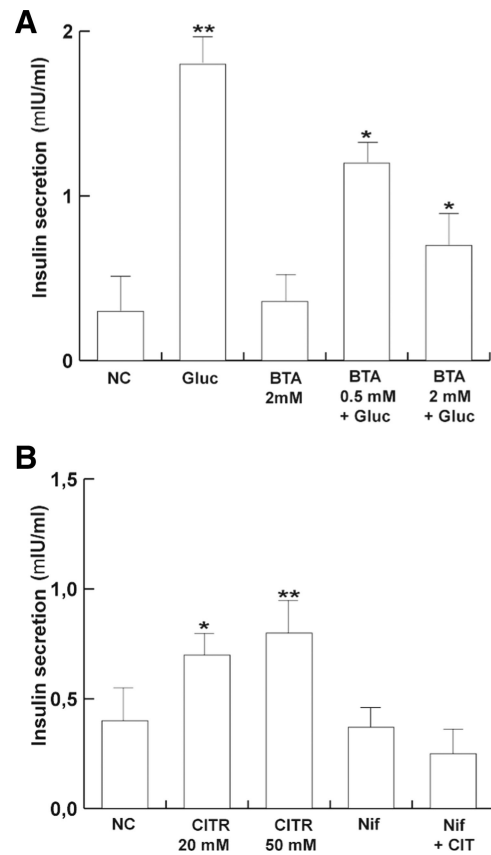 A
Insulin secretion (mIU/ml)
2
1
0
**
*
*
NC
Gluc
BTA
2mM
BTA
0.5 mM
+ Gluc
BTA
2 mM
+ Gluc
B
Insulin secretion (mIU/ml)
1,5
1,0
0,5
0,0
*
**
NC
CITR
20 mM
CITR
50 mM
Nif
Nif
+ CIT